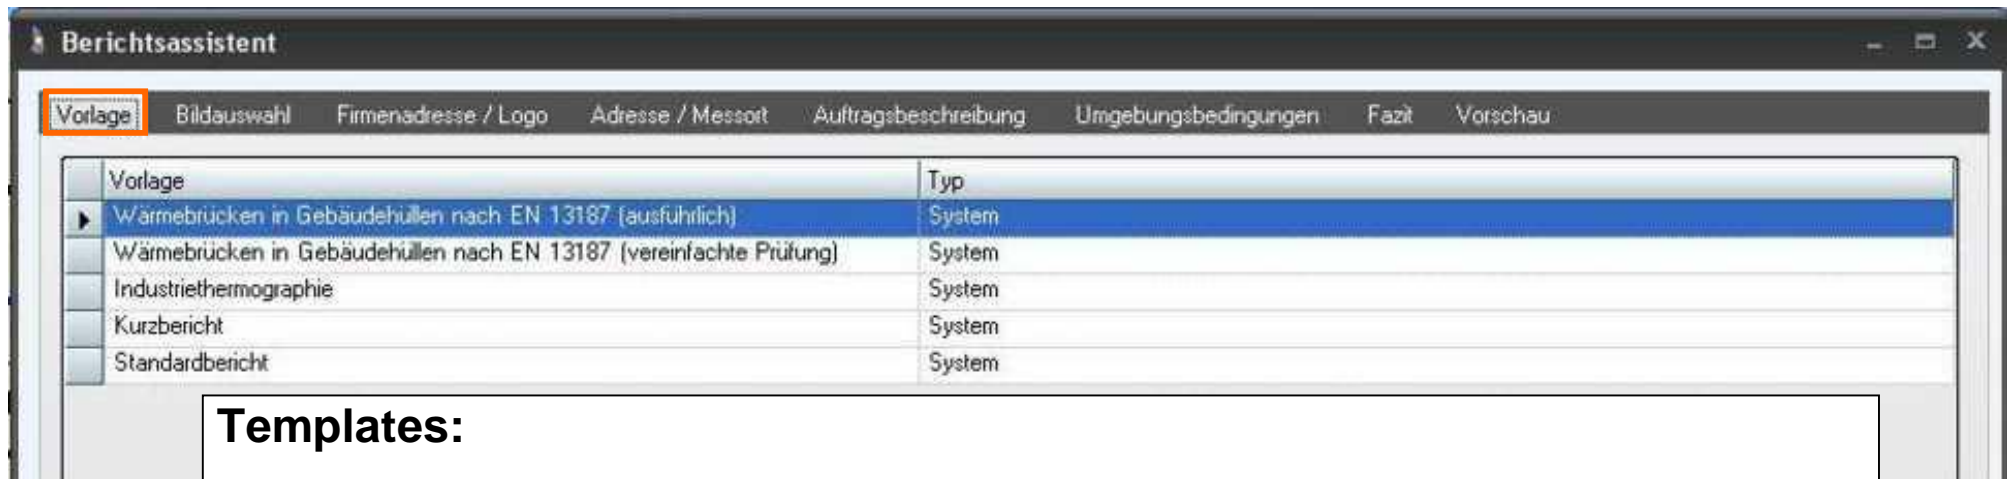 Berichtsassistent
Vorlage Bildauswahl Firmenadresse / Logo Adresse / Messort Auftragsbeschreibung Umgebungsbedingungen Fazit Vorschau
Vorlage Typ
Wärmebrücken in Gebäudehüllen nach EN 13187 (ausführlich) System
Wärmebrücken in Gebäudehüllen nach EN 13187 (vereinfachte Prüfung) System
Industriethermographie System
Kurzbericht System
Standardbericht System
Templates: